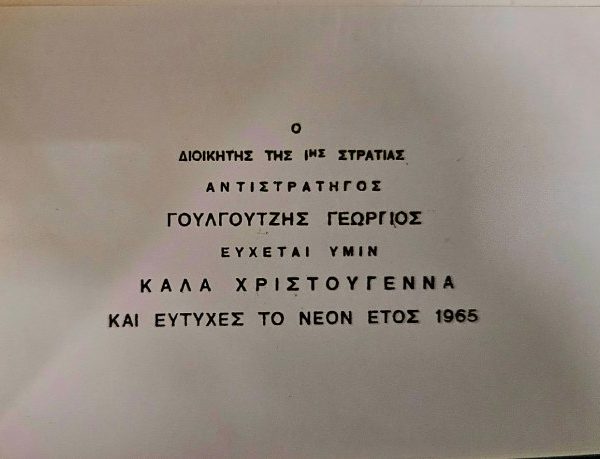 Ο
ΔΙΟΙΚΗΤΗΣ ΤΗΣ ΙΗΣ ΣΤΡΑΤΙΑΣ
ΑΝΤΙΣΤΡΑΤΗΓΟΣ
ΓΟΥΛΓΟΥΤΖΗΣ ΓΕΩΡΓΙΟΣ
ΕΥΧΕΤΑΙ ΥΜΙΝ
ΚΑΛΑ ΧΡΙΣΤΟΥΓΕΝΝΑ
ΚΑΙ ΕΥΤΥΧΕΣ ΤΟ ΝΕΟΝ ΕΤΟΣ 1965